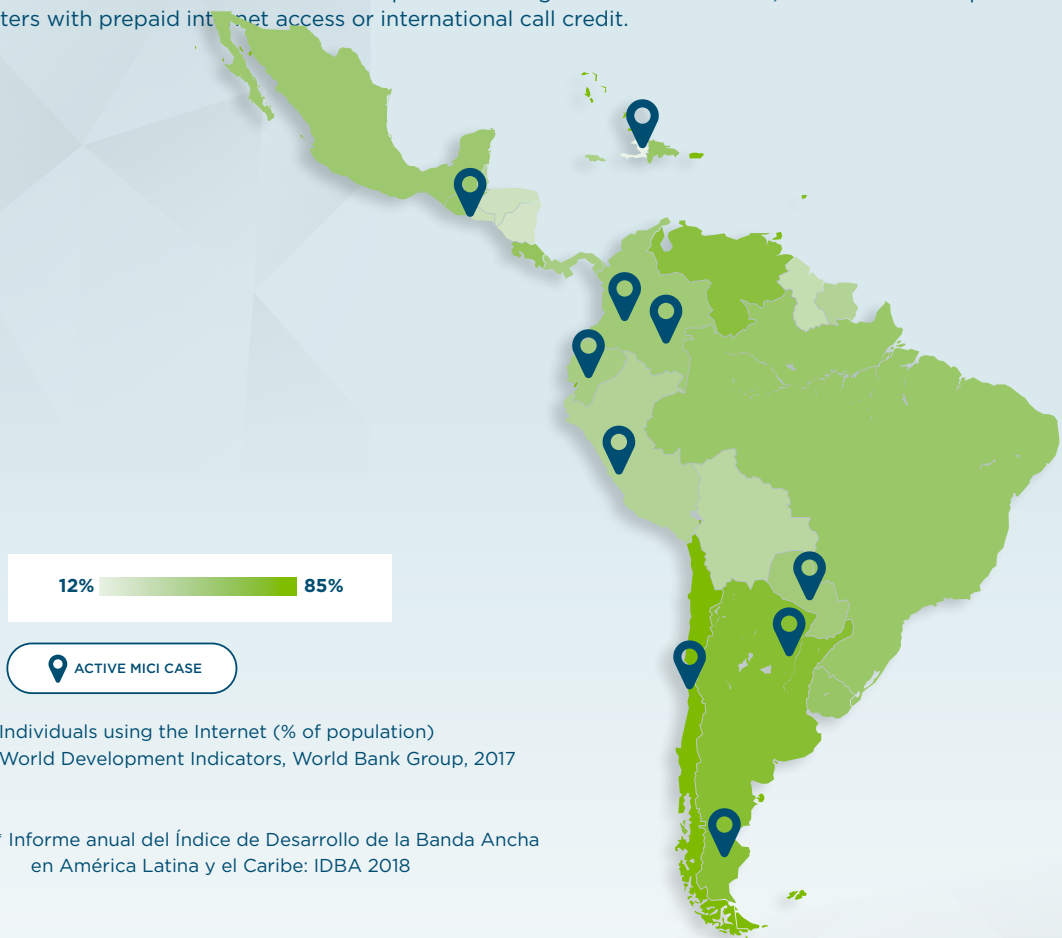 ters with prepaid internet access or international call credit.
12% 85%
ACTIVE MICI CASE
Individuals using the Internet (% of population)
World Development Indicators, World Bank Group, 2017
* Informe anual del Índice de Desarrollo de la Banda Ancha
en América Latina y el Caribe: IDBA 2018